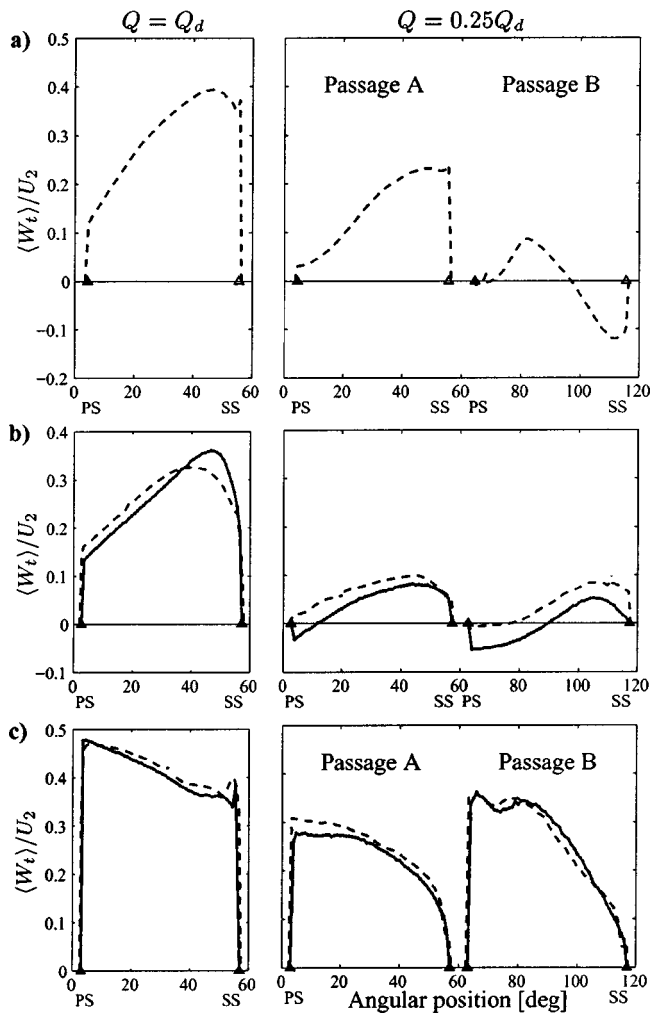 Q = Q_d
Q = 0.25Q_d
a)
0.5
0.4
0.3
0.2
0.1
0
−0.1
−0.2
⟨W_t⟩/U_2
Passage A
Passage B
0 20 40 60
PS SS
0 20 40 60 80 100 120
PS SS PS SS
b)
0.4
0.3
0.2
0.1
0
−0.1
⟨W_t⟩/U_2
0 20 40 60
PS SS
0 20 40 60 80 100 120
PS SS PS SS
c)
0.5
0.4
0.3
0.2
0.1
0
⟨W_t⟩/U_2
Passage A
Passage B
0 20 40 60
PS SS
0 20 40 60 80 100 120
PS SS
Angular position [deg]